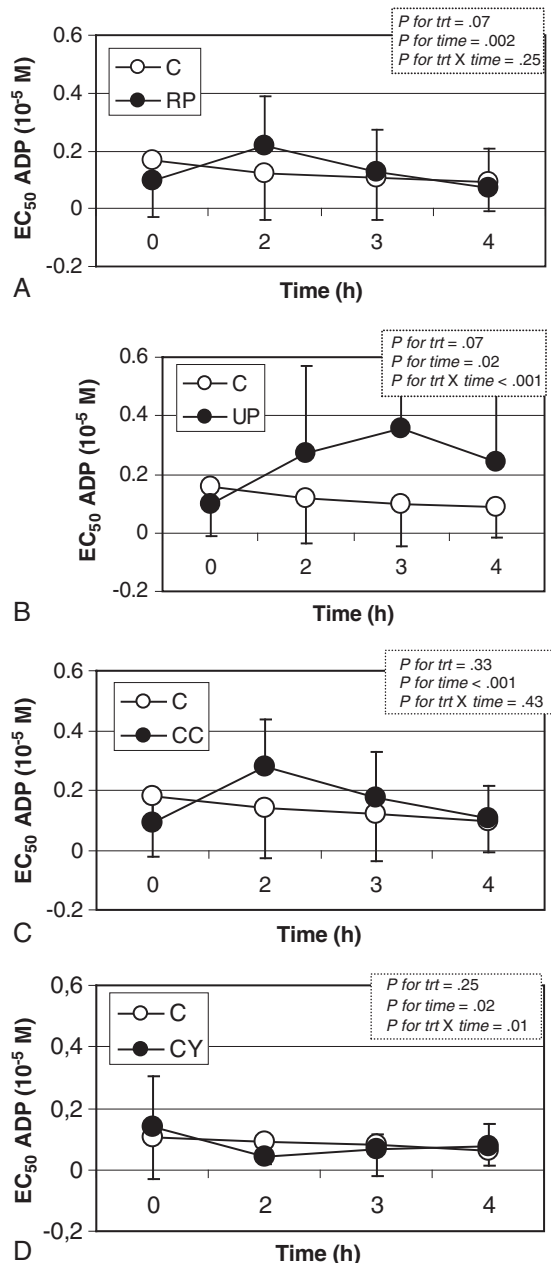 P for trt = .07
P for time = .002
P for trt X time = .25
0.6
C
RP
0.4
0.2
0
-0.2
EC50 ADP (10-5 M)
0 2 3 4
Time (h)
A
P for trt = .07
P for time = .02
P for trt X time < .001
0.6
C
UP
0.4
0.2
0
-0.2
EC50 ADP (10-5 M)
0 2 3 4
Time (h)
B
P for trt = .33
P for time < .001
P for trt X time = .43
0.6
C
CC
0.4
0.2
0
-0.2
EC50 ADP (10-5 M)
0 2 3 4
Time (h)
C
P for trt = .25
P for time = .02
P for trt X time = .01
0,6
C
CY
0,4
0,2
0
-0,2
EC50 ADP (10-5 M)
0 2 3 4
Time (h)
D